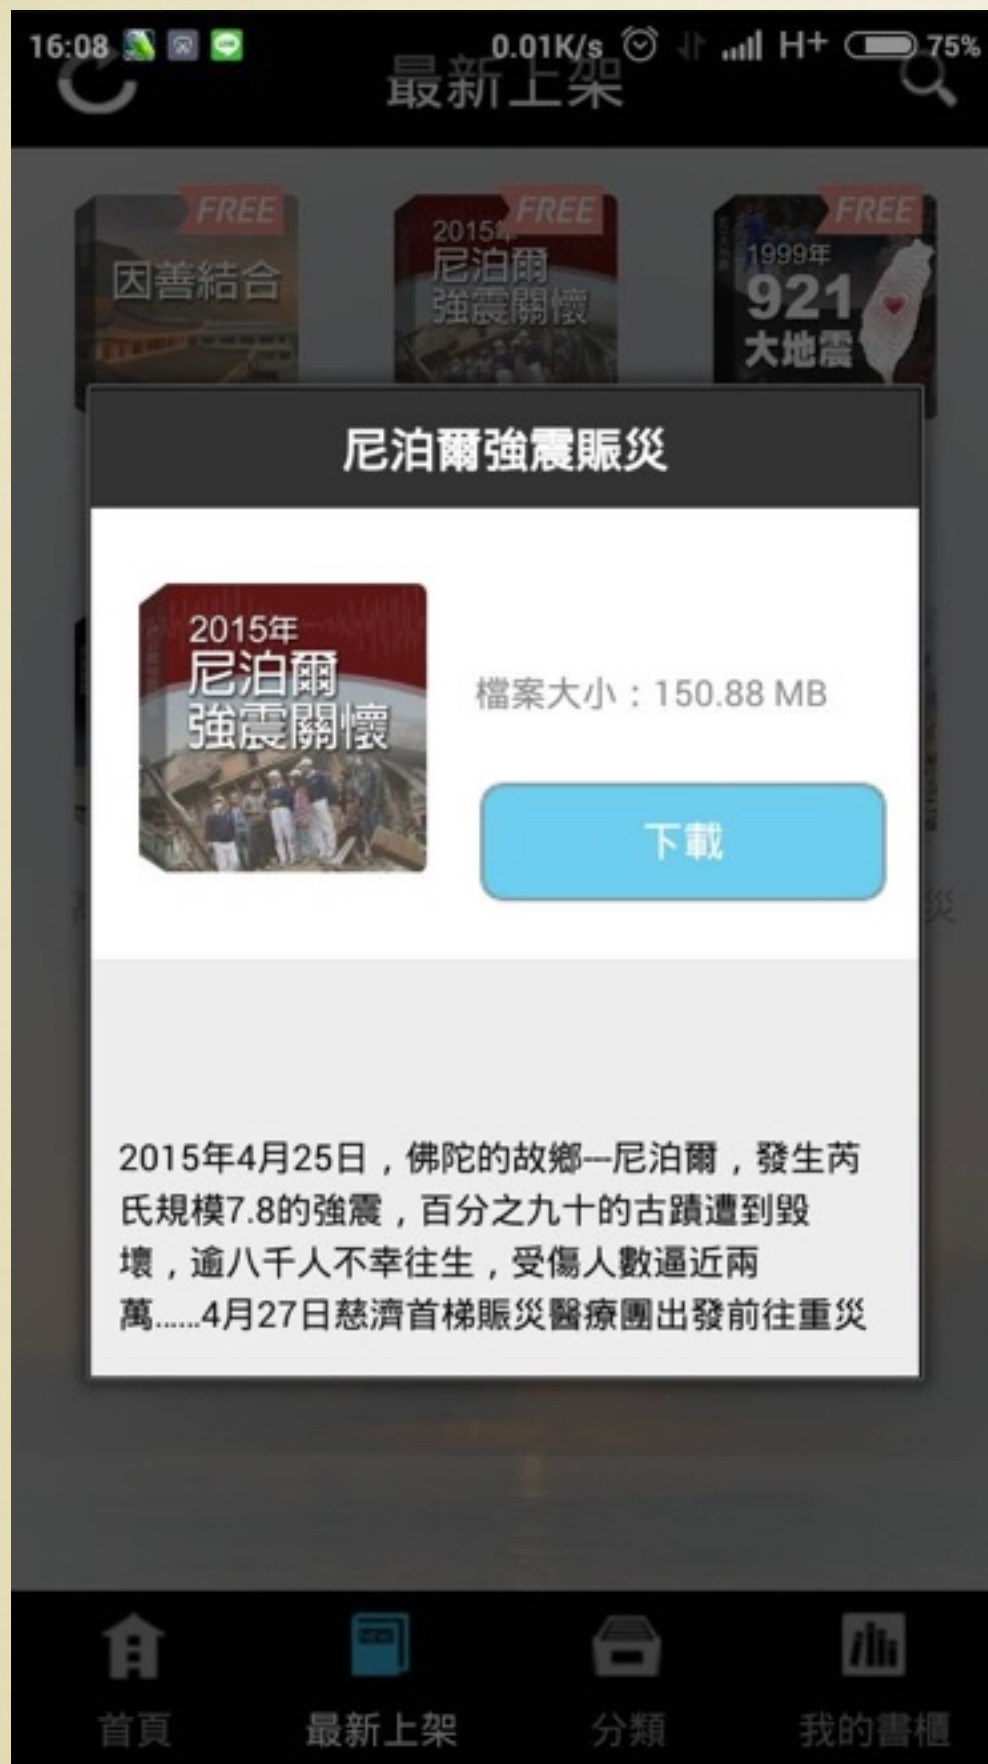 16:08 0.01K/s H+ 75%
最新上架
FREE
FREE
FREE
因善結合
2015年
尼泊爾
強震關懷
1999年
921
大地震
尼泊爾強震賑災
2015年
尼泊爾
強震關懷
檔案大小：150.88 MB
下載
災
2015年4月25日，佛陀的故鄉---尼泊爾，發生芮
氏規模7.8的強震，百分之九十的古蹟遭到毀
壞，逾八千人不幸往生，受傷人數逼近兩
萬......4月27日慈濟首梯賑災醫療團出發前往重災
首頁 最新上架 分類 我的書櫃